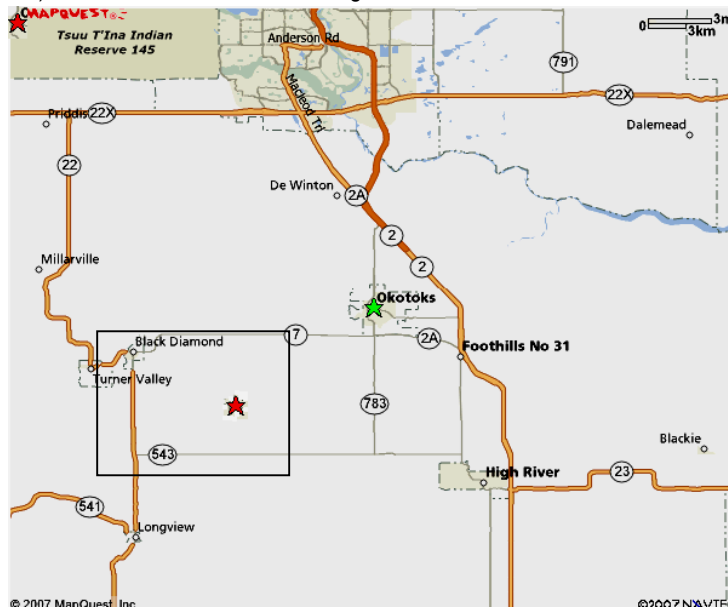 MAPQUEST
Tsuu T'Ina Indian
Reserve 145
Anderson Rd
0
3m
3km
791
Macleod Trl
22X
22X
Priddis
Dalemead
22
De Winton
2A
2
Millarville
2
Okotoks
7
Black Diamond
2A
Foothills No 31
Turner Valley
783
Blackie
543
High River
23
541
Longview
© 2007 MapQuest Inc
©2007 NAVTE